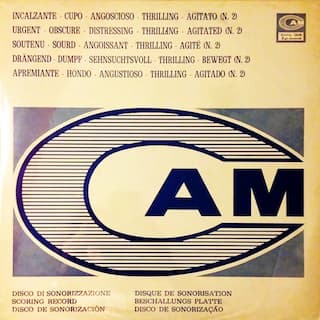 INCALZANTE - CUPO - ANGOSCIOSO - THRILLING - AGITATO (N. 2)
URGENT - OBSCURE - DISTRESSING - THRILLING - AGITATED (N. 2)
SOUTENU - SOURD - ANGOISSANT - THRILLING - AGITÉ (N. 2)
DRÄNGEND - DUMPF - SEHNSUCHTSVOLL - THRILLING - BEWEGT (N. 2)
APREMIANTE - HONDO - ANGUSTIOSO - THRILLING - AGITADO (N. 2)
CAM
CAM
DISCO DI SONORIZZAZIONE
SCORING RECORD
DISCO DE SONORIZACIÓN
DISQUE DE SONORISATION
BESCHALLUNGS PLATTE
DISCO DE SONORIZAÇÃO